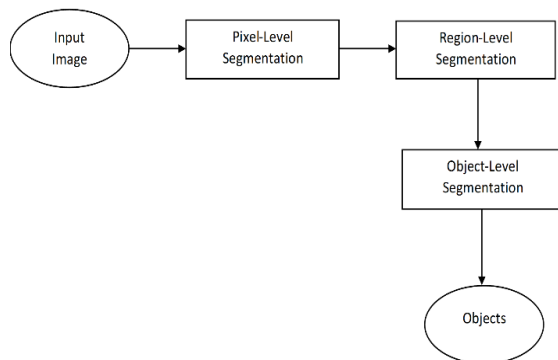 Input
Image
Pixel-Level
Segmentation
Region-Level
Segmentation
Object-Level
Segmentation
Objects